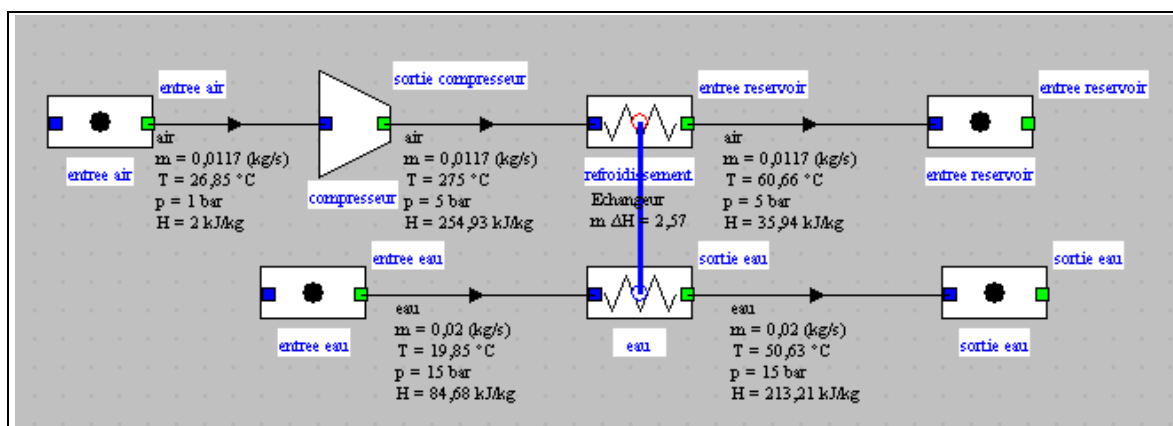 entree air
sortie compresseur
entree reservoir
entree reservoir
entree air
air
m = 0,0117 (kg/s)
T = 26,85 °C
p = 1 bar
H = 2 kJ/kg
compresseur
air
m = 0,0117 (kg/s)
T = 275 °C
p = 5 bar
H = 254,93 kJ/kg
refroidissement
Echangeur
m ΔH = 2,57
air
m = 0,0117 (kg/s)
T = 60,66 °C
p = 5 bar
H = 35,94 kJ/kg
entree reservoir
entree eau
sortie eau
sortie eau
entree eau
eau
m = 0,02 (kg/s)
T = 19,85 °C
p = 15 bar
H = 84,68 kJ/kg
eau
eau
m = 0,02 (kg/s)
T = 50,63 °C
p = 15 bar
H = 213,21 kJ/kg
sortie eau